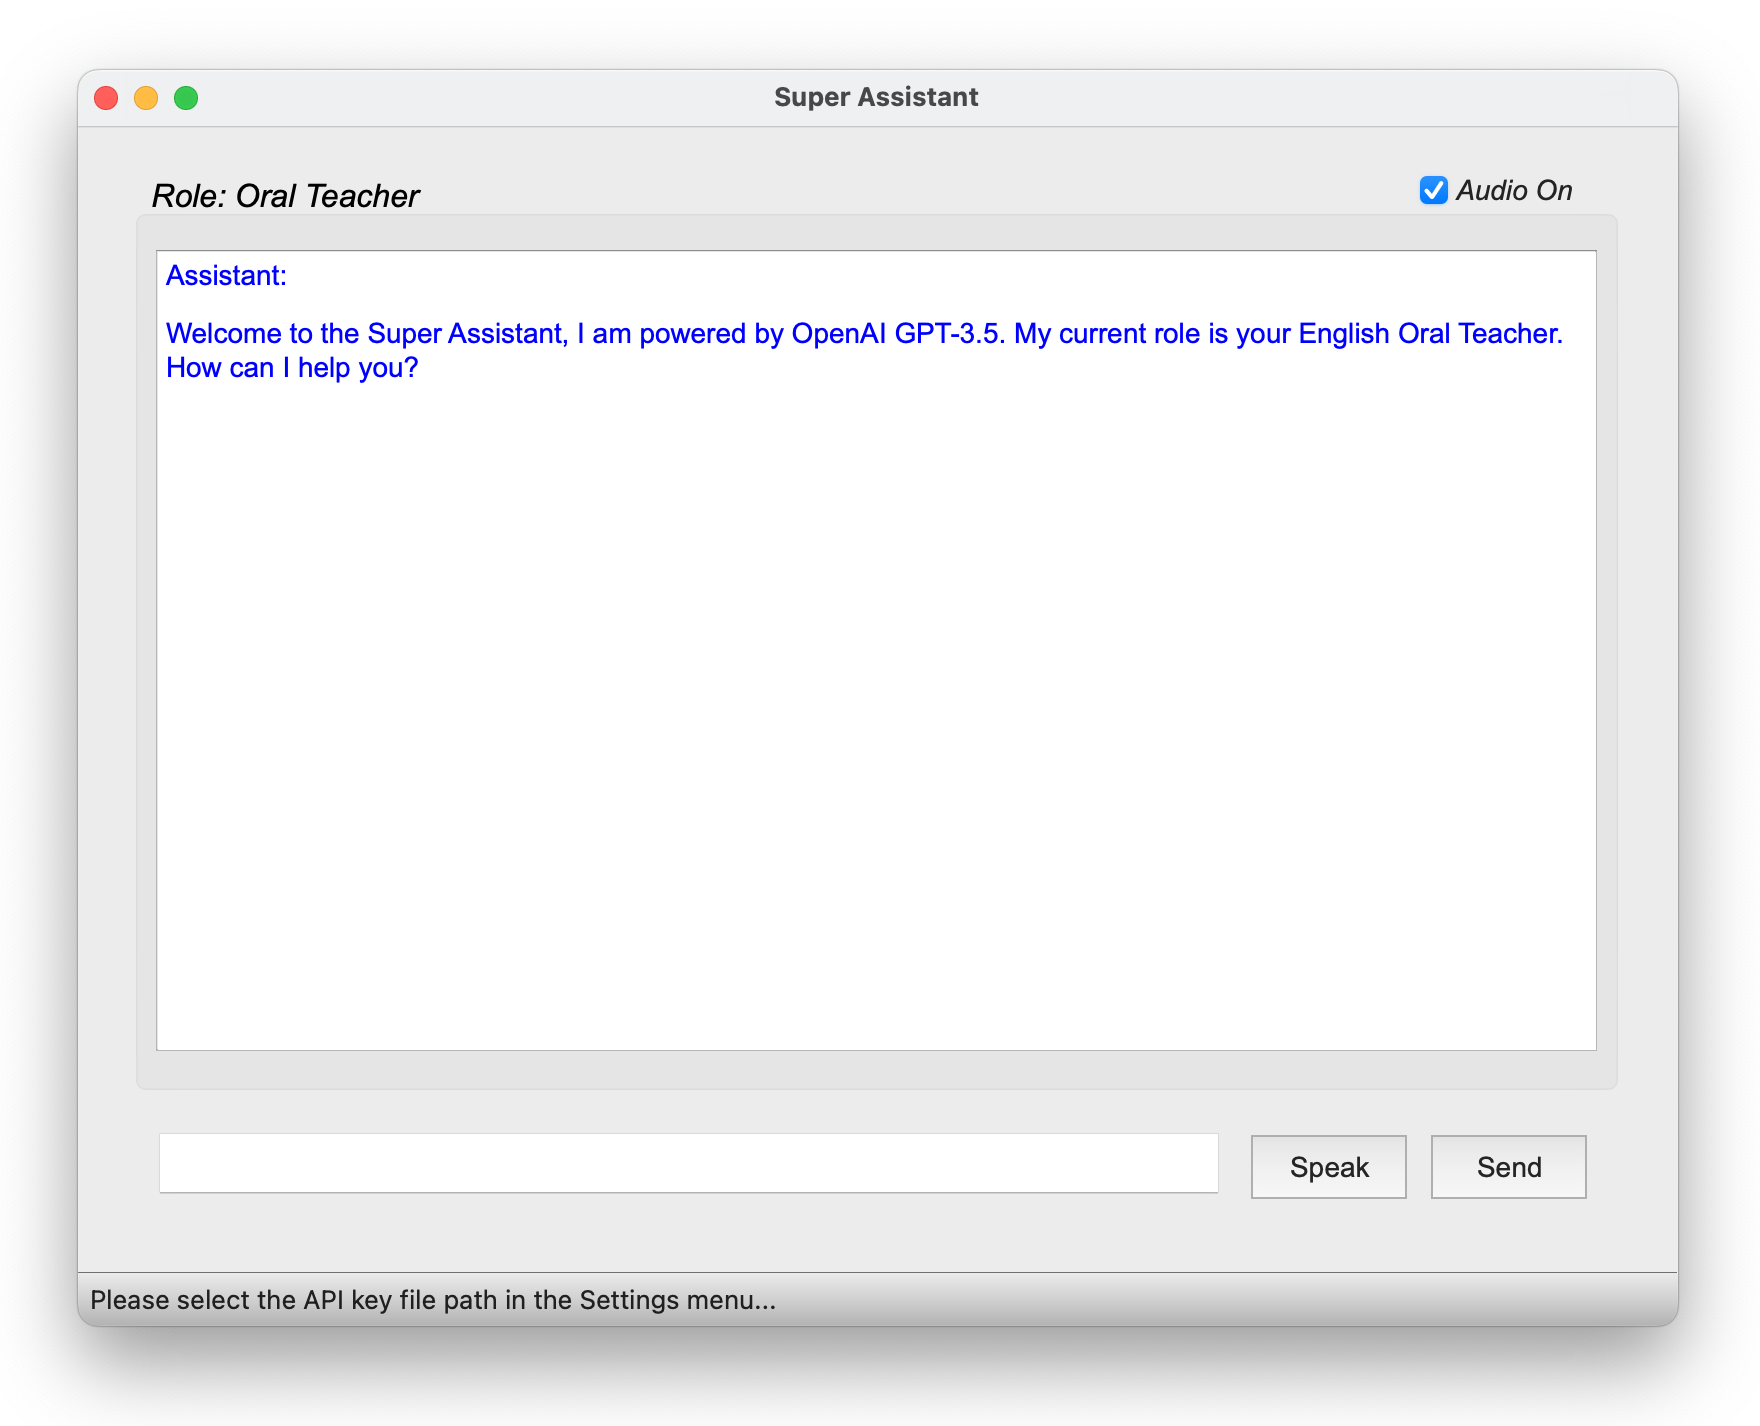 Super Assistant
Role: Oral Teacher
Audio On
Assistant:
Welcome to the Super Assistant, I am powered by OpenAI GPT-3.5. My current role is your English Oral Teacher.
How can I help you?
Speak
Send
Please select the API key file path in the Settings menu...